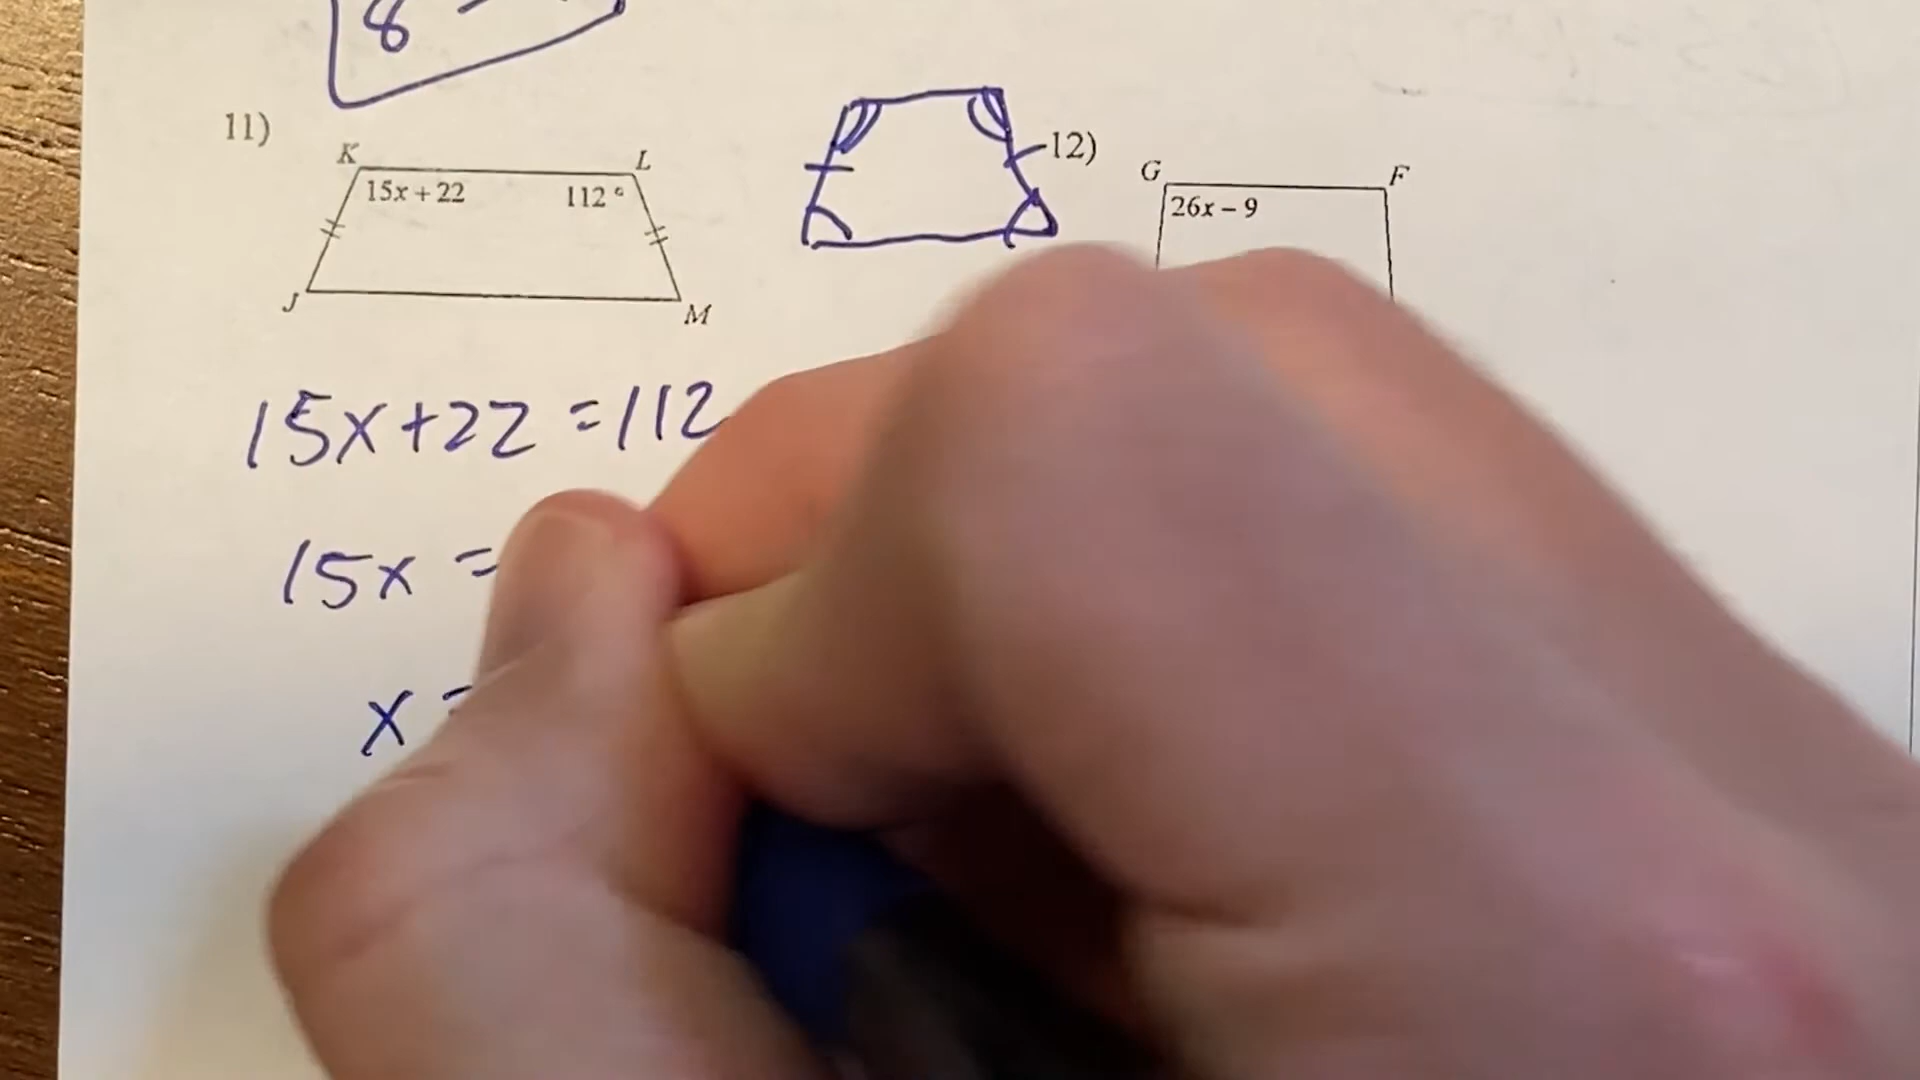 8
11)
K L
15x + 22 112 °
J M
12)
G F
26x – 9
15x+22 =112
15x =
x =